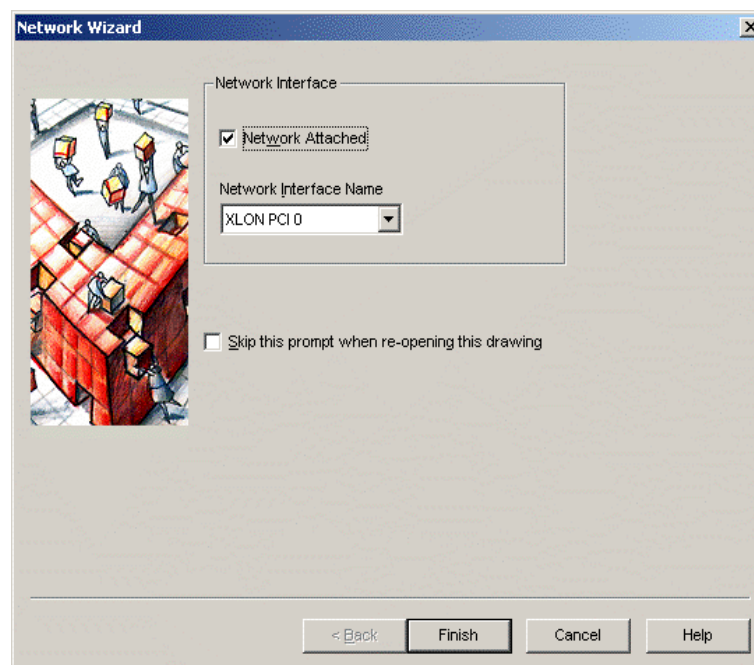 Network Wizard
Network Interface
Network Attached
Network Interface Name
XLON PCI 0
Skip this prompt when re-opening this drawing
< Back
Finish
Cancel
Help